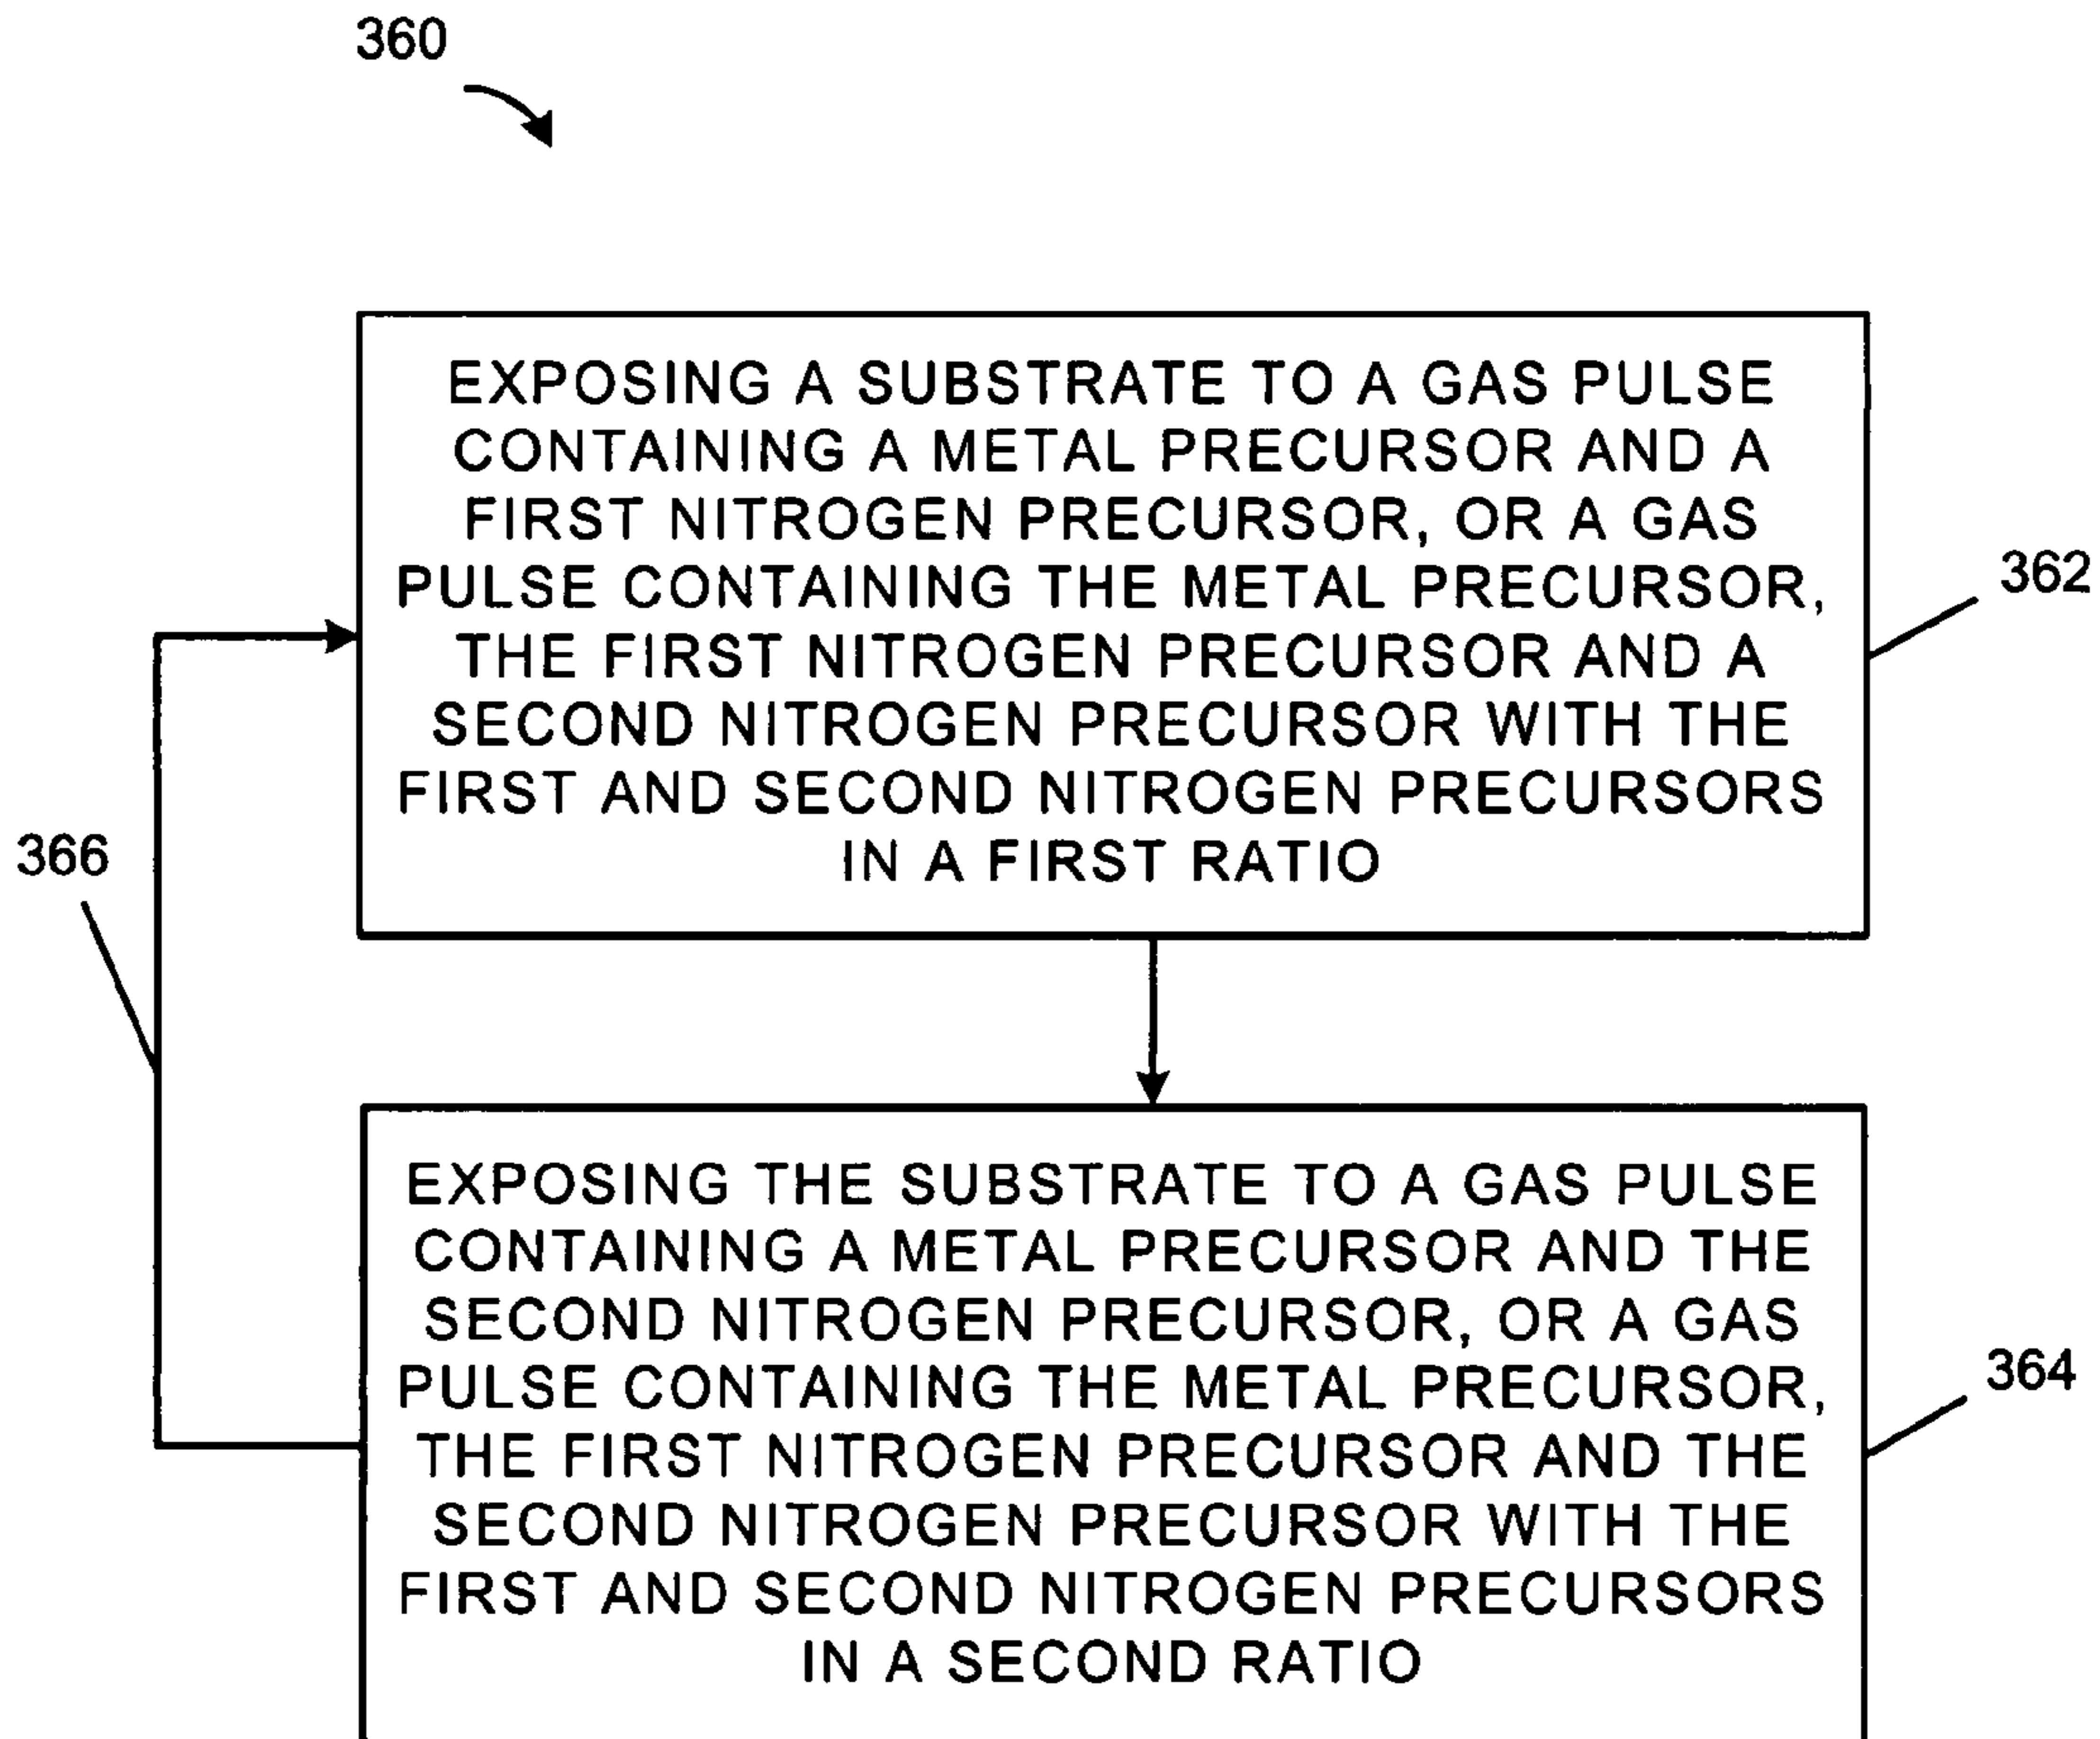 360
EXPOSING A SUBSTRATE TO A GAS PULSE
CONTAINING A METAL PRECURSOR AND A
FIRST NITROGEN PRECURSOR, OR A GAS
PULSE CONTAINING THE METAL PRECURSOR,
THE FIRST NITROGEN PRECURSOR AND A
SECOND NITROGEN PRECURSOR WITH THE
FIRST AND SECOND NITROGEN PRECURSORS
IN A FIRST RATIO
362
366
EXPOSING THE SUBSTRATE TO A GAS PULSE
CONTAINING A METAL PRECURSOR AND THE
SECOND NITROGEN PRECURSOR, OR A GAS
PULSE CONTAINING THE METAL PRECURSOR,
THE FIRST NITROGEN PRECURSOR AND THE
SECOND NITROGEN PRECURSOR WITH THE
FIRST AND SECOND NITROGEN PRECURSORS
IN A SECOND RATIO
364